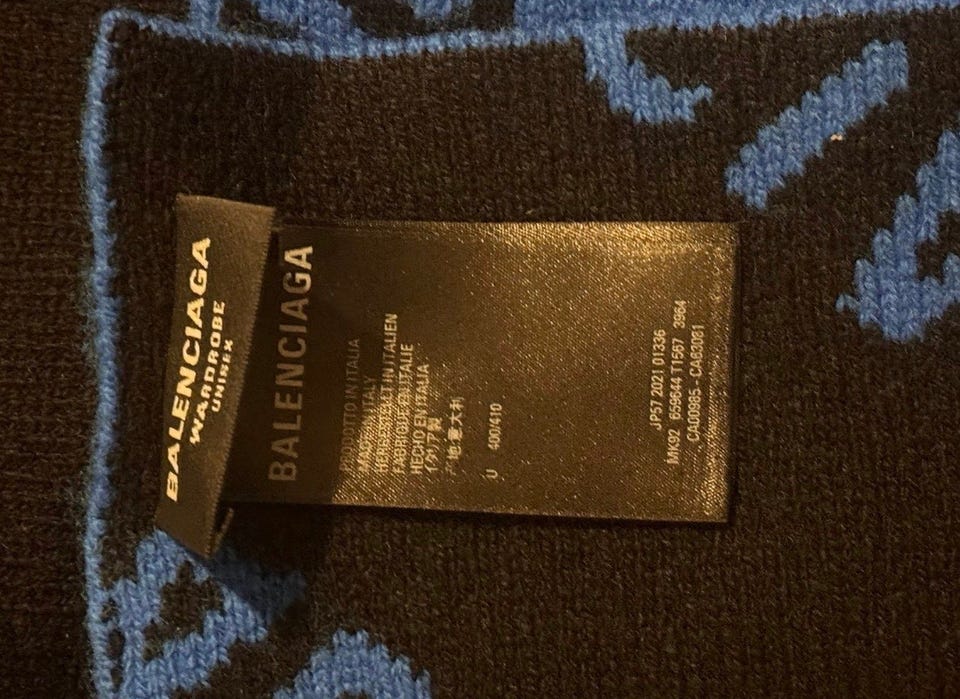 BALENCIAGA
WARDROBE
UNISEX
BALENCIAGA
PRODOTTO IN ITALIA
MADE IN ITALY
HERGESTELLT IN ITALIEN
FABRIQUÉ EN ITALIE
HECHO EN ITALIA
イタリア製
产地意大利
U 400/410
JP57 2021 D1336
MK92 659644 T1567 3964
CA00985 - CA63081